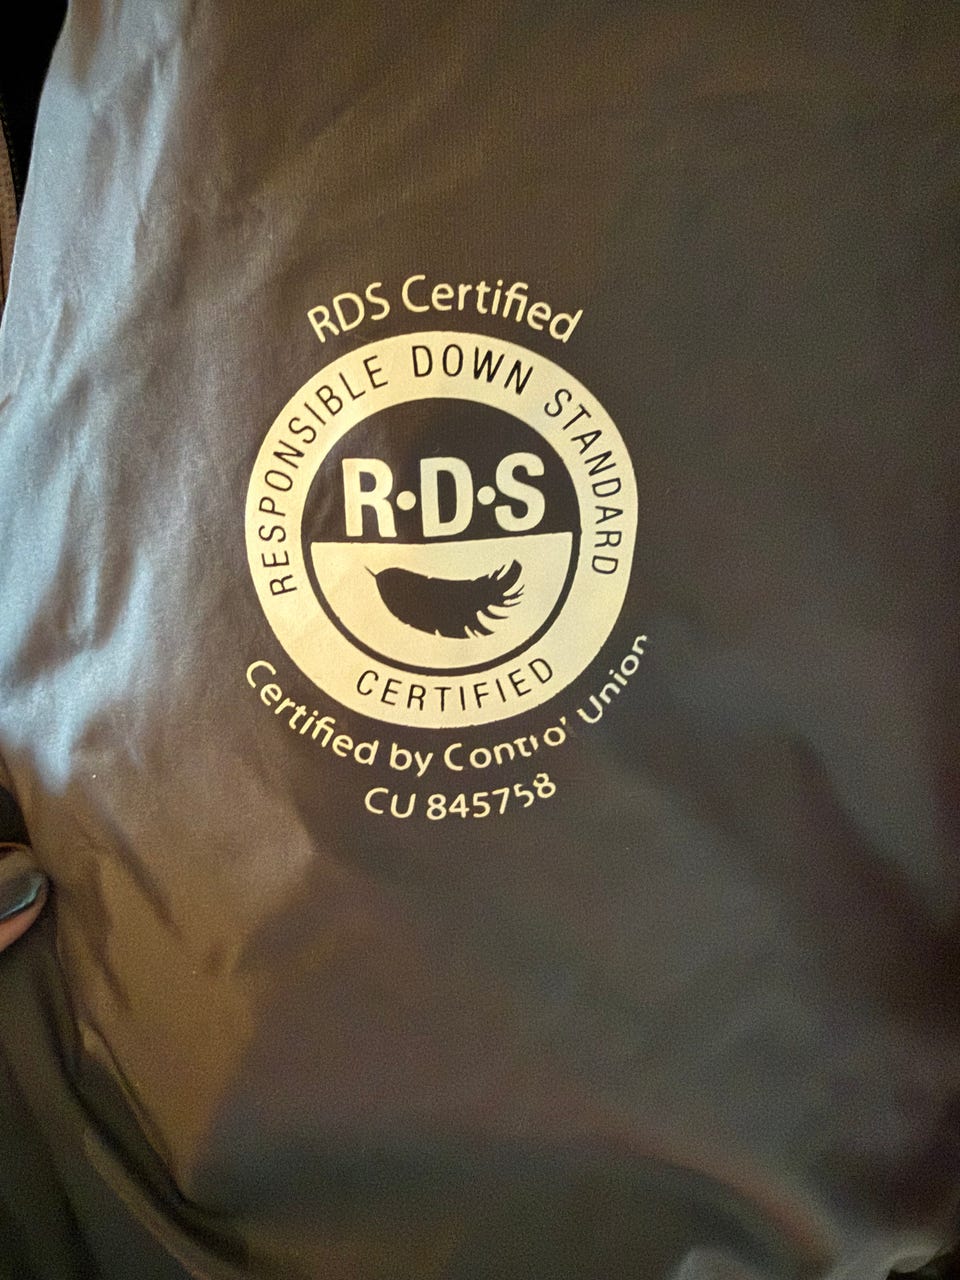 RDS Certified
RESPONSIBLE DOWN STANDARD
R·D·S
CERTIFIED
Certified by Control Union
CU 845758